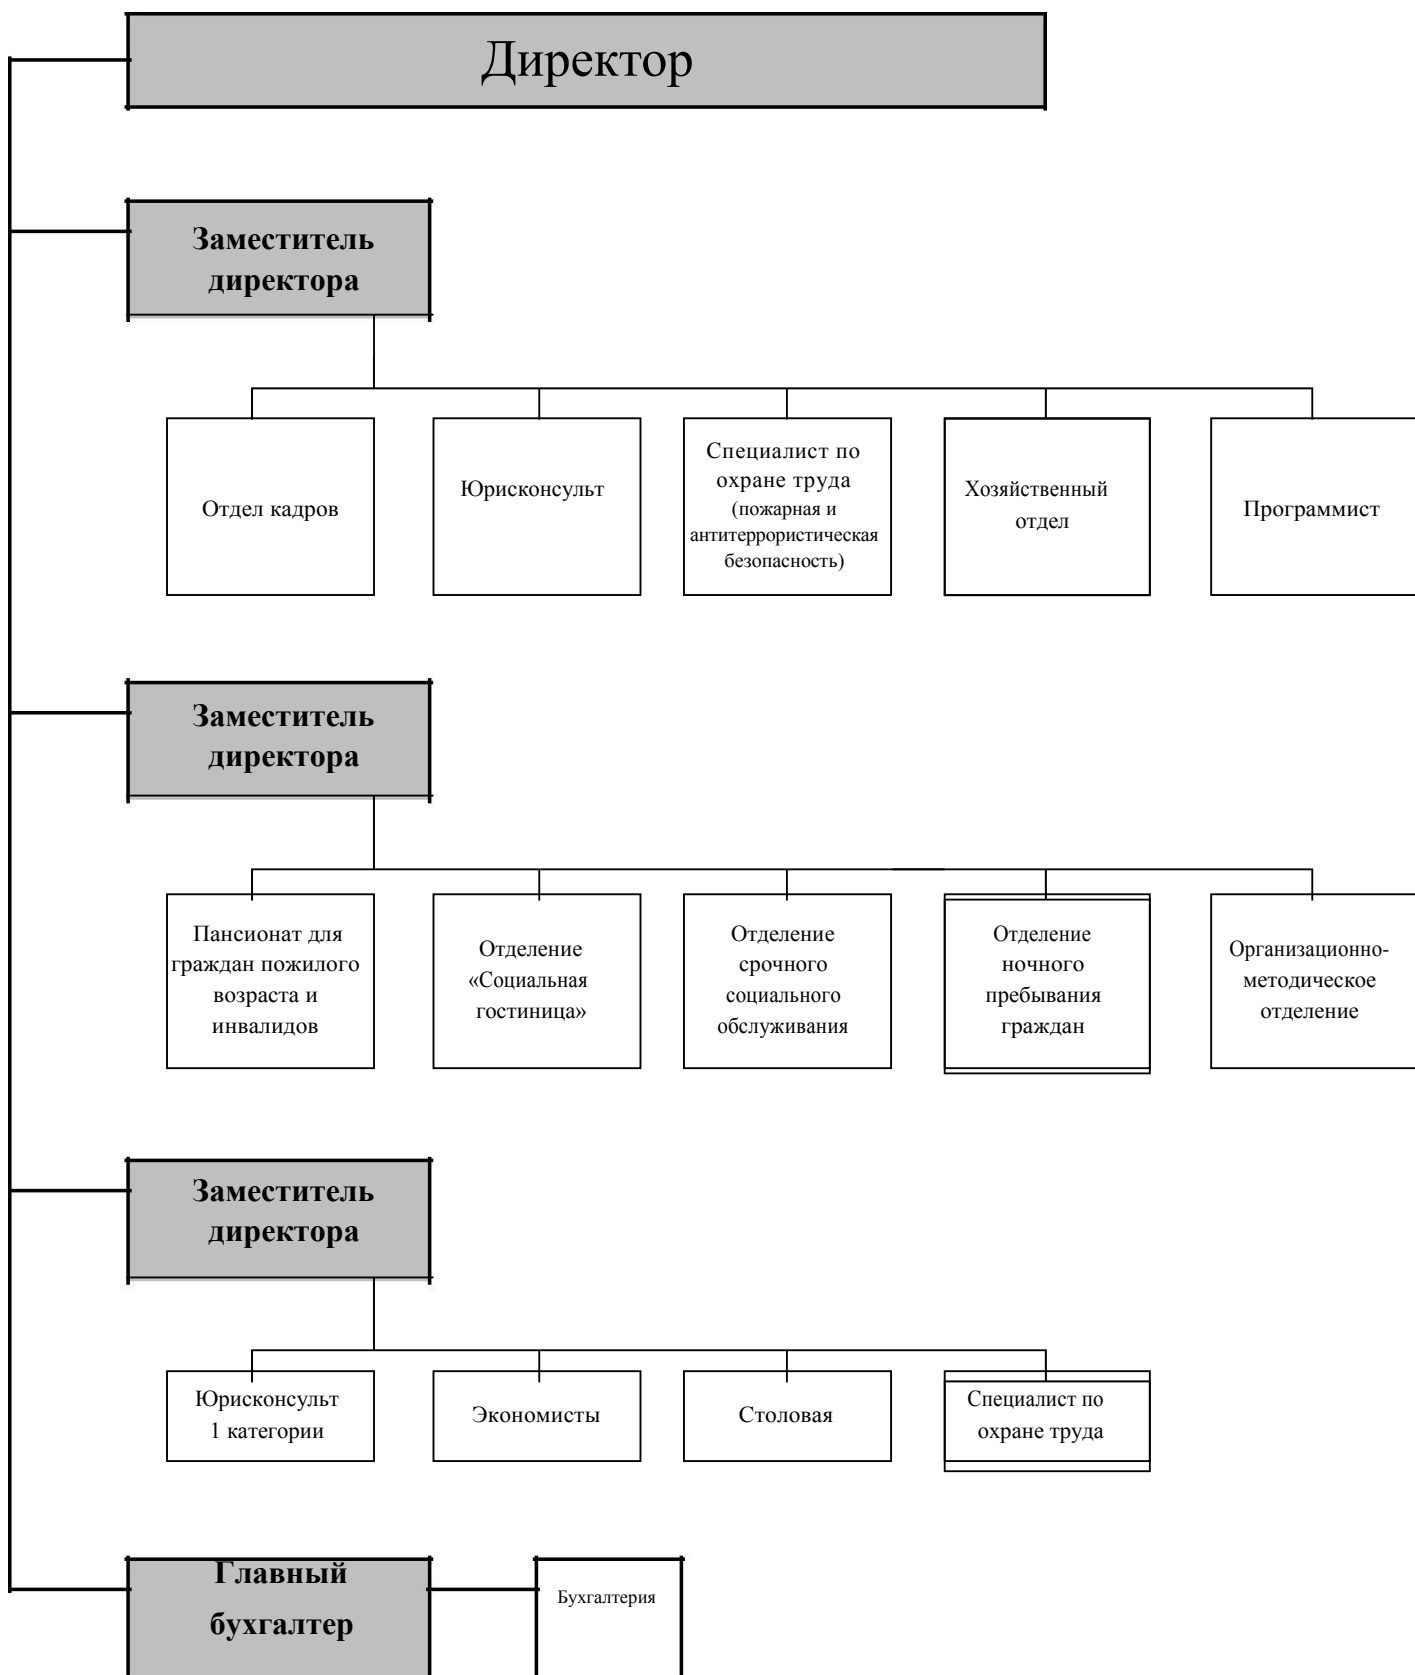 Директор
Заместитель
директора
Отдел кадров
Юрисконсульт
Специалист по
охране труда
(пожарная и
антитеррористическая
безопасность)
Хозяйственный
отдел
Программист
Заместитель
директора
Пансионат для
граждан пожилого
возраста и
инвалидов
Отделение
«Социальная
гостиница»
Отделение
срочного
социального
обслуживания
Отделение
ночного
пребывания
граждан
Организационно-
методическое
отделение
Заместитель
директора
Юрисконсульт
1 категории
Экономисты
Столовая
Специалист по
охране труда
Главный
бухгалтер
Бухгалтерия